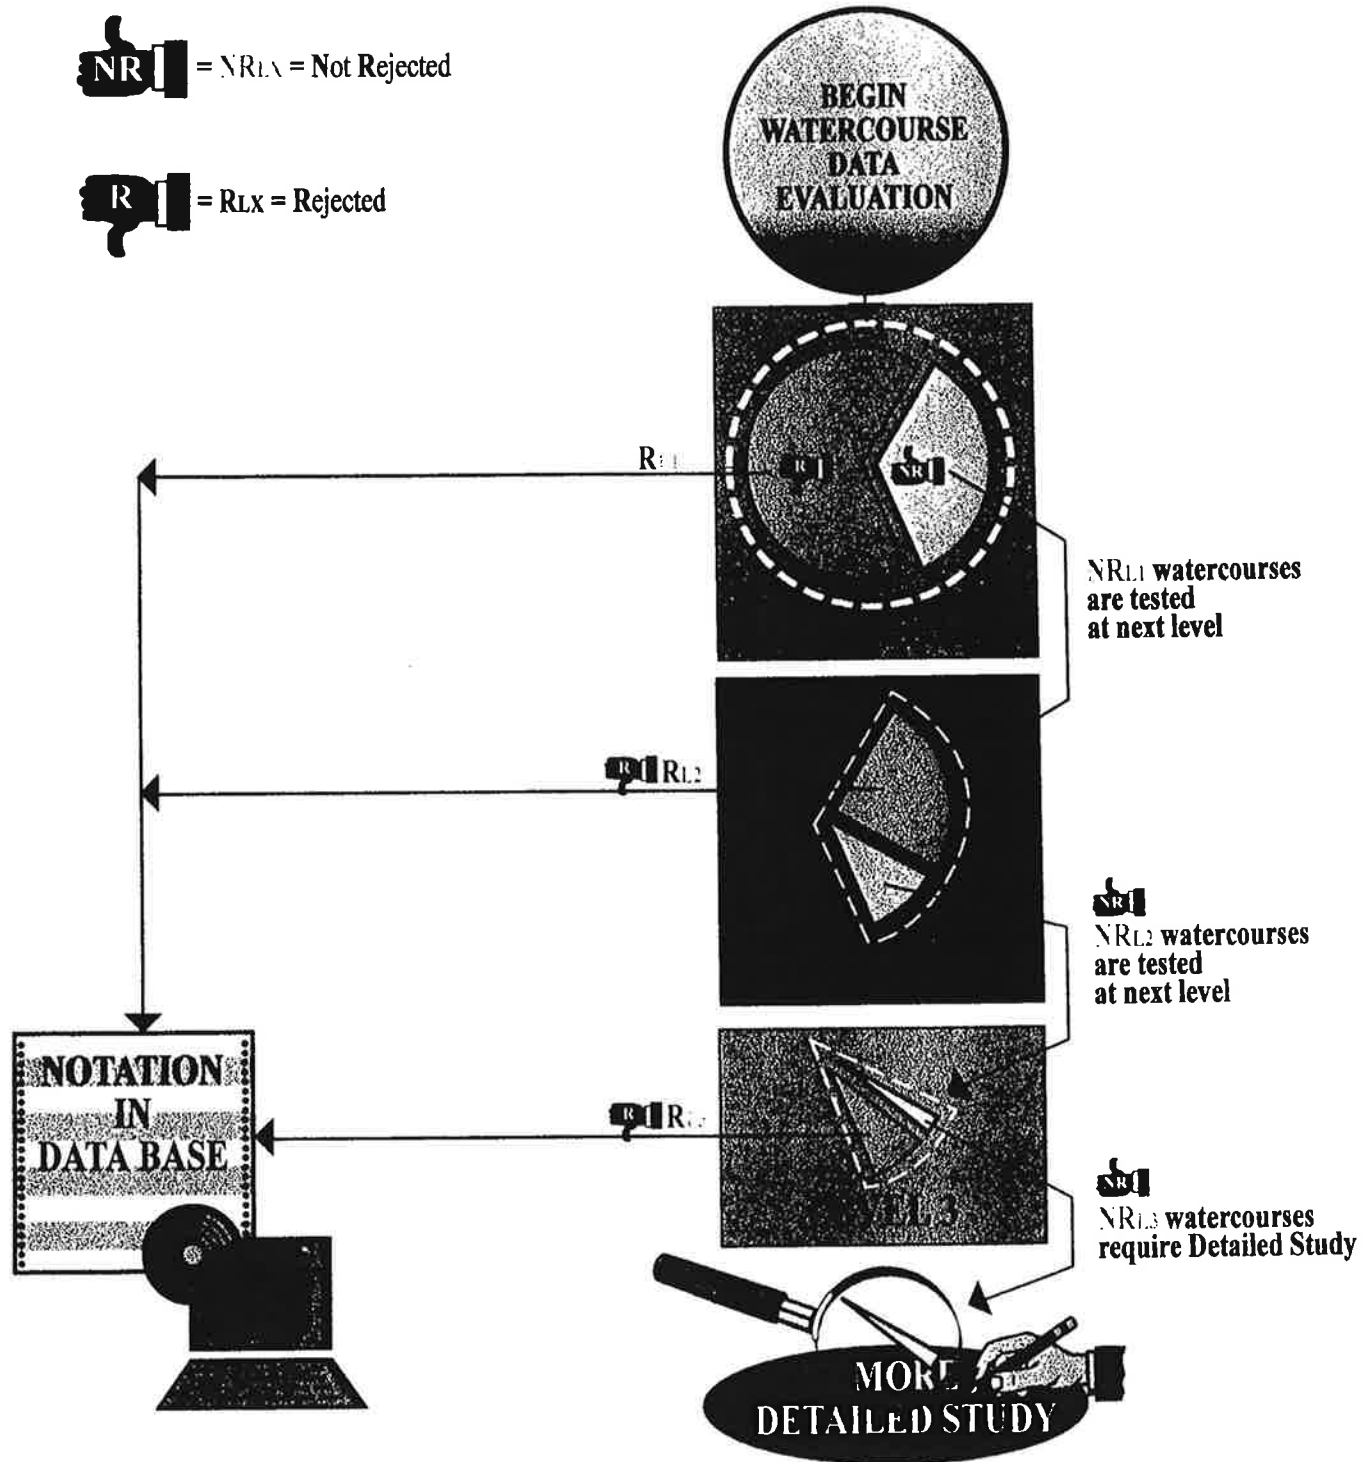 NR = NRLX = Not Rejected
R = RLX = Rejected
BEGIN
WATERCOURSE
DATA
EVALUATION
RL1
R
NR
NRL1 watercourses
are tested
at next level
R RL2
NR
NRL2 watercourses
are tested
at next level
NOTATION
IN
DATA BASE
R
NR
NRL3 watercourses
require Detailed Study
MORE
DETAILED STUDY